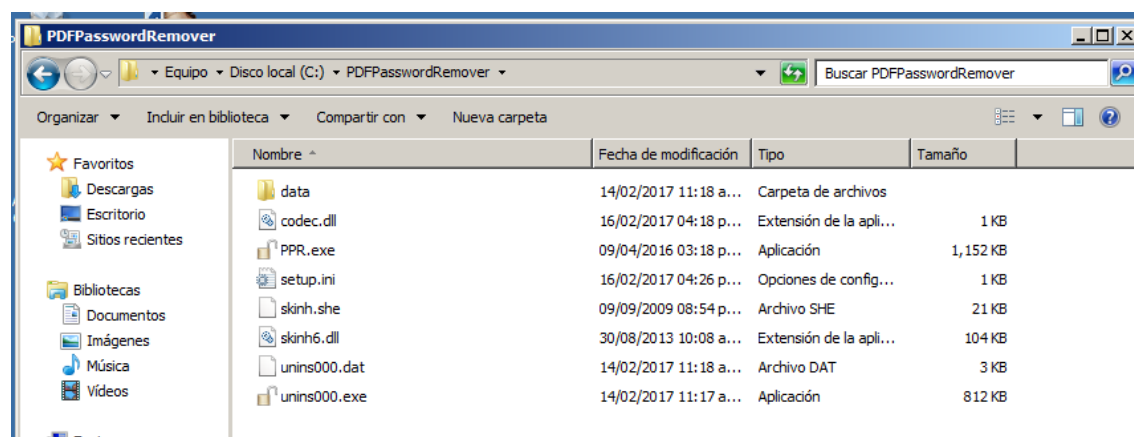 PDFPasswordRemover
Equipo Disco local (C:) PDFPasswordRemover Buscar PDFPasswordRemover
Organizar Incluir en biblioteca Compartir con Nueva carpeta
Favoritos
Descargas
Escritorio
Sitios recientes
Bibliotecas
Documentos
Imágenes
Música
Vídeos
Nombre Fecha de modificación Tipo Tamaño
data 14/02/2017 11:18 a... Carpeta de archivos
codec.dll 16/02/2017 04:18 p... Extensión de la apli... 1 KB
PPR.exe 09/04/2016 03:18 p... Aplicación 1,152 KB
setup.ini 16/02/2017 04:26 p... Opciones de config... 1 KB
skinh.she 09/09/2009 08:54 p... Archivo SHE 21 KB
skinh6.dll 30/08/2013 10:08 a... Extensión de la apli... 104 KB
unins000.dat 14/02/2017 11:18 a... Archivo DAT 3 KB
unins000.exe 14/02/2017 11:17 a... Aplicación 812 KB